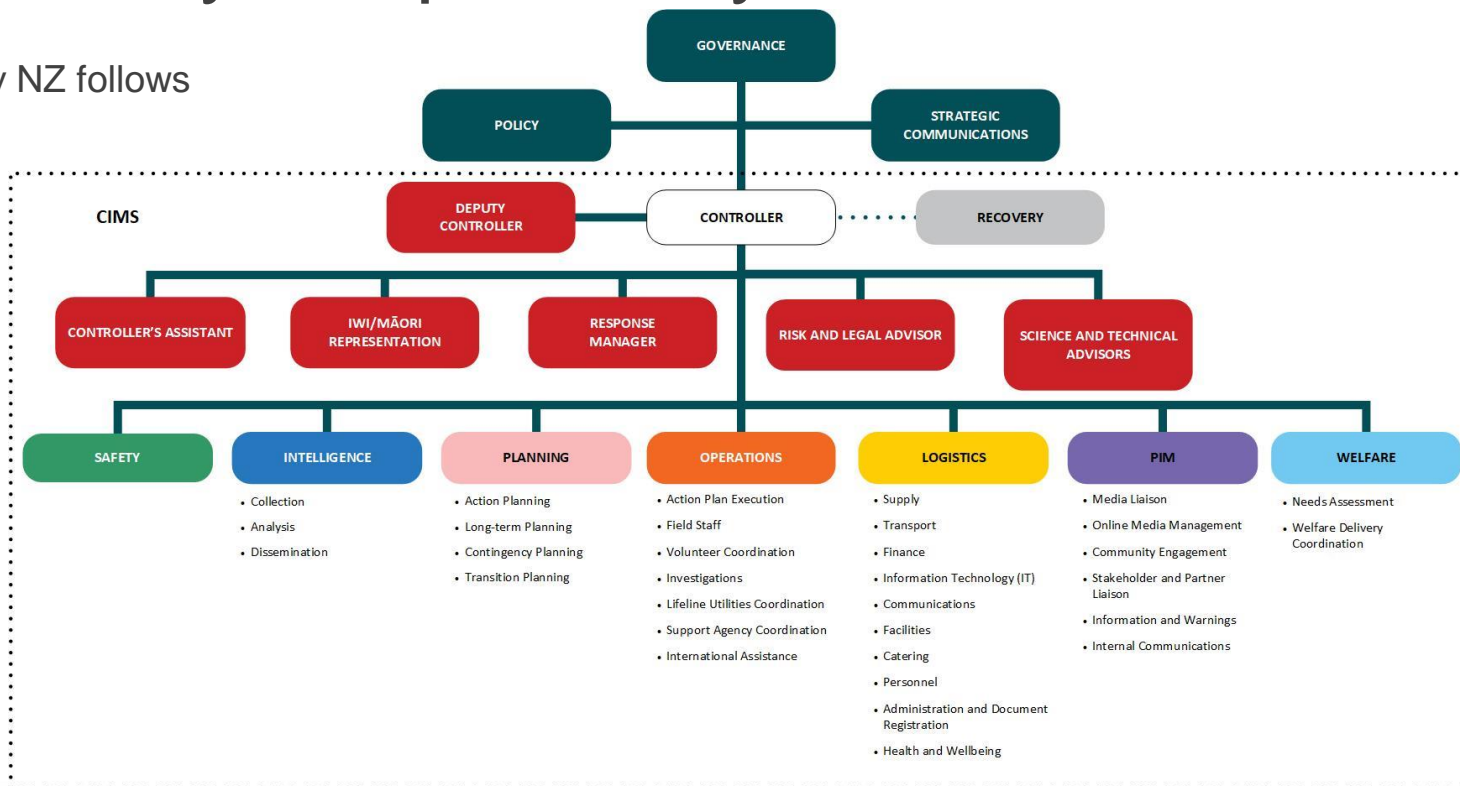 NZ follows
GOVERNANCE
POLICY
STRATEGIC
COMMUNICATIONS
CIMS
DEPUTY
CONTROLLER
CONTROLLER
RECOVERY
CONTROLLER'S ASSISTANT
IWI/MĀORI
REPRESENTATION
RESPONSE
MANAGER
RISK AND LEGAL ADVISOR
SCIENCE AND TECHNICAL
ADVISORS
SAFETY
INTELLIGENCE
• Collection
• Analysis
• Dissemination
PLANNING
• Action Planning
• Long-term Planning
• Contingency Planning
• Transition Planning
OPERATIONS
• Action Plan Execution
• Field Staff
• Volunteer Coordination
• Investigations
• Lifeline Utilities Coordination
• Support Agency Coordination
• International Assistance
LOGISTICS
• Supply
• Transport
• Finance
• Information Technology (IT)
• Communications
• Facilities
• Catering
• Personnel
• Administration and Document
Registration
• Health and Wellbeing
PIM
• Media Liaison
• Online Media Management
• Community Engagement
• Stakeholder and Partner
Liaison
• Information and Warnings
• Internal Communications
WELFARE
• Needs Assessment
• Welfare Delivery
Coordination